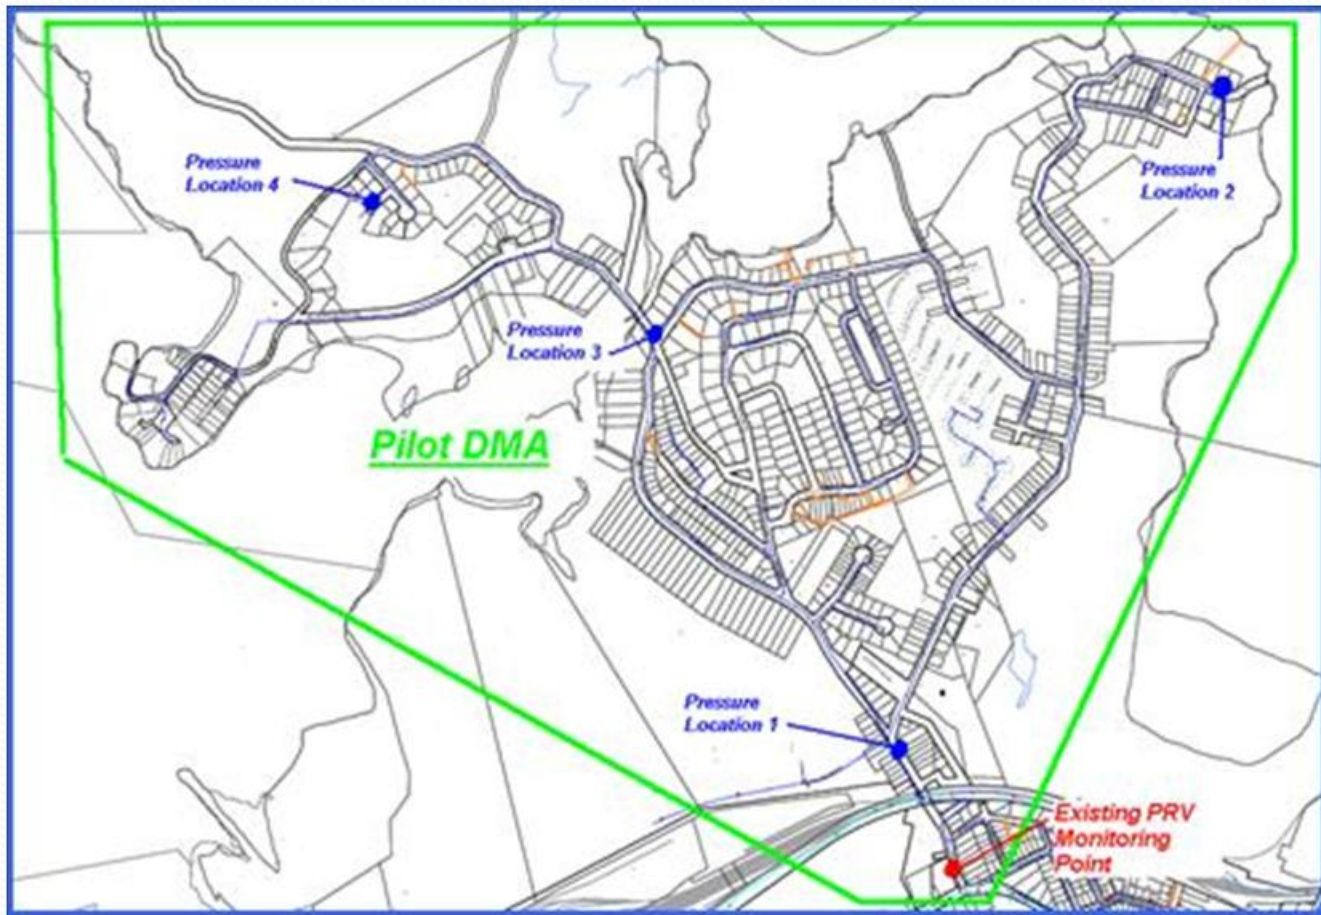 Pressure
Location 4
Pressure
Location 2
Pressure
Location 3
Pilot DMA
Pressure
Location 1
Existing PRV
Monitoring
Point